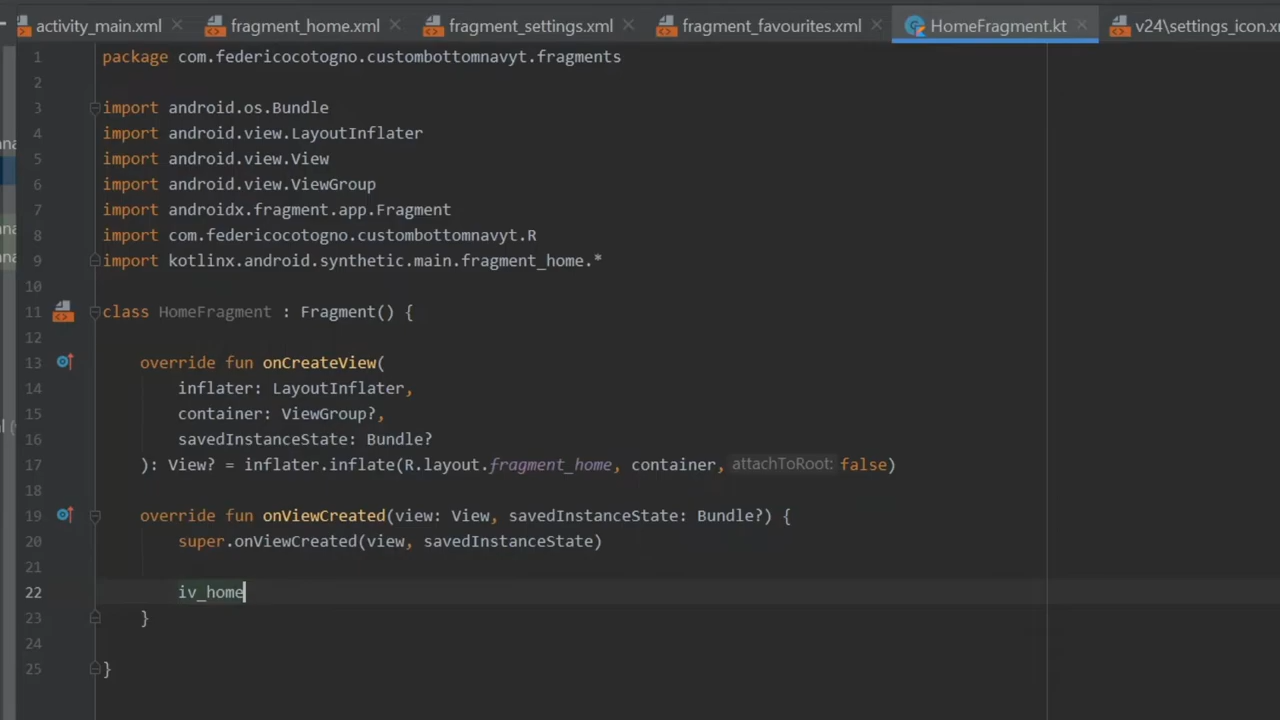 activity_main.xml fragment_home.xml fragment_settings.xml fragment_favourites.xml HomeFragment.kt v24\settings_icon.xm
1 package com.federicocotogno.custombottomnavyt.fragments
2
3 import android.os.Bundle
4 import android.view.LayoutInflater
5 import android.view.View
6 import android.view.ViewGroup
7 import androidx.fragment.app.Fragment
8 import com.federicocotogno.custombottomnavyt.R
9 import kotlinx.android.synthetic.main.fragment_home.*
10
11 class HomeFragment : Fragment() {
12
13 override fun onCreateView(
14 inflater: LayoutInflater,
15 container: ViewGroup?,
16 savedInstanceState: Bundle?
17 ): View? = inflater.inflate(R.layout.fragment_home, container, attachToRoot: false)
18
19 override fun onViewCreated(view: View, savedInstanceState: Bundle?) {
20 super.onViewCreated(view, savedInstanceState)
21
22 iv_home
23 }
24
25 }